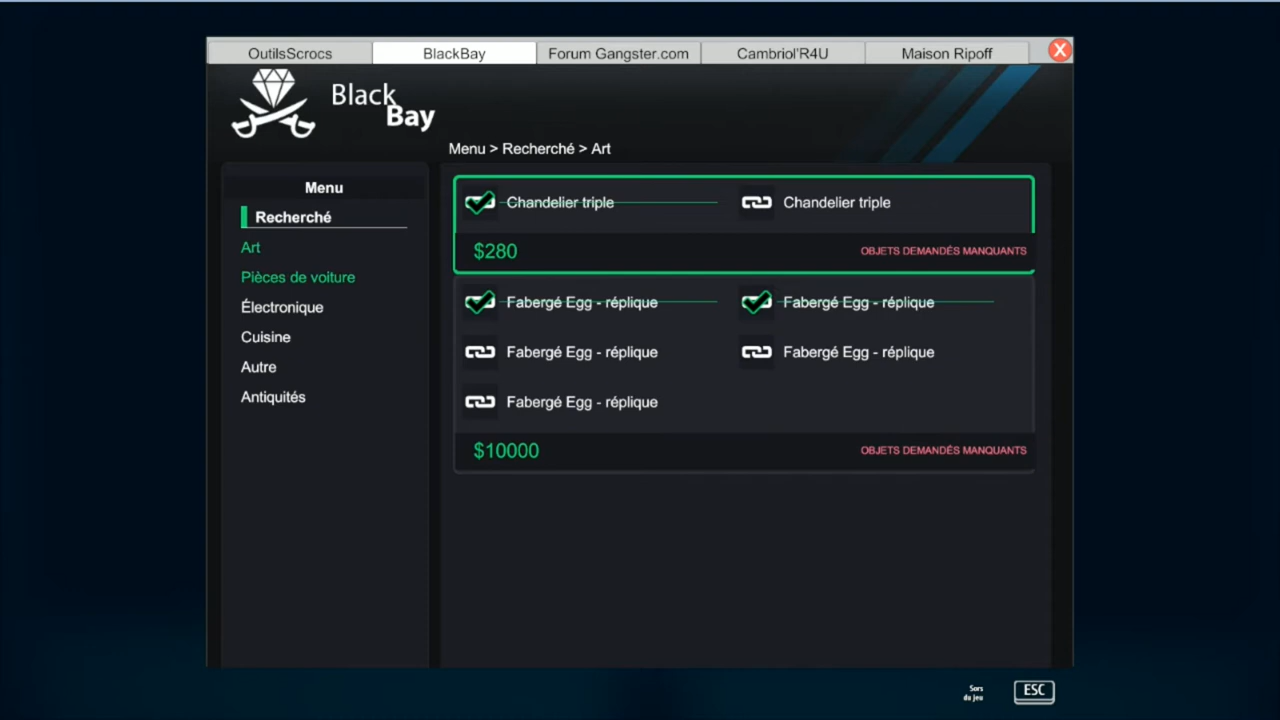 OutilsScrocs BlackBay Forum Gangster.com Cambriol'R4U Maison Ripoff X
Black
Bay
Menu > Recherché > Art
Menu
Recherché
Art
Pièces de voiture
Électronique
Cuisine
Autre
Antiquités
Chandelier triple Chandelier triple
$280 OBJETS DEMANDÉS MANQUANTS
Fabergé Egg - réplique Fabergé Egg - réplique
Fabergé Egg - réplique Fabergé Egg - réplique
Fabergé Egg - réplique
$10000 OBJETS DEMANDÉS MANQUANTS
Sors
du jeu
ESC